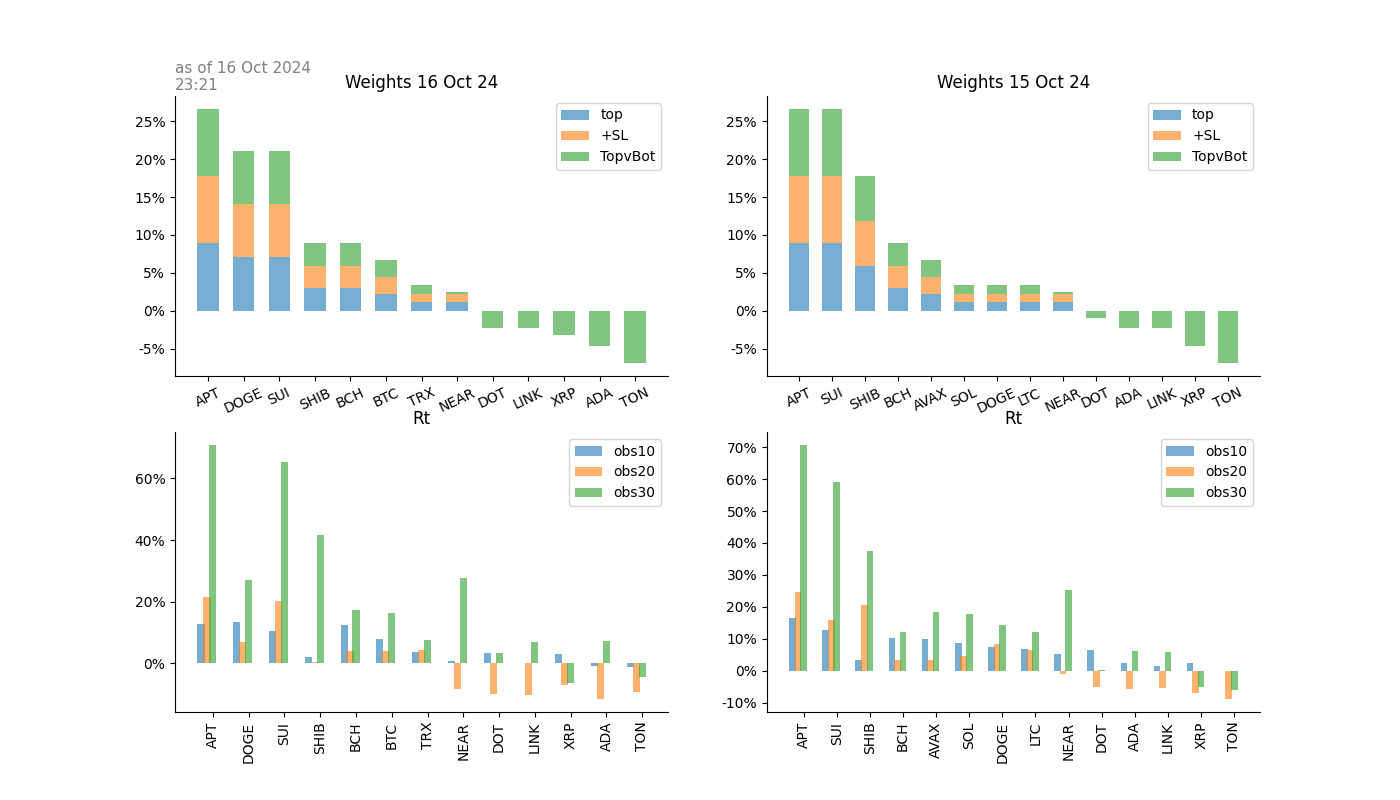 as of 16 Oct 2024
23:21
Weights 16 Oct 24
25%
20%
15%
10%
5%
0%
-5%
top
+SL
TopvBot
APT DOGE SUI SHIB BCH BTC TRX NEAR DOT LINK XRP ADA TON
Weights 15 Oct 24
25%
20%
15%
10%
5%
0%
-5%
top
+SL
TopvBot
APT SUI SHIB BCH AVAX SOL DOGE LTC NEAR DOT ADA LINK XRP TON
Rt
60%
40%
20%
0%
obs10
obs20
obs30
APT DOGE SUI SHIB BCH BTC TRX NEAR DOT LINK XRP ADA TON
Rt
70%
60%
50%
40%
30%
20%
10%
0%
-10%
obs10
obs20
obs30
APT SUI SHIB BCH AVAX SOL DOGE LTC NEAR DOT ADA LINK XRP TON